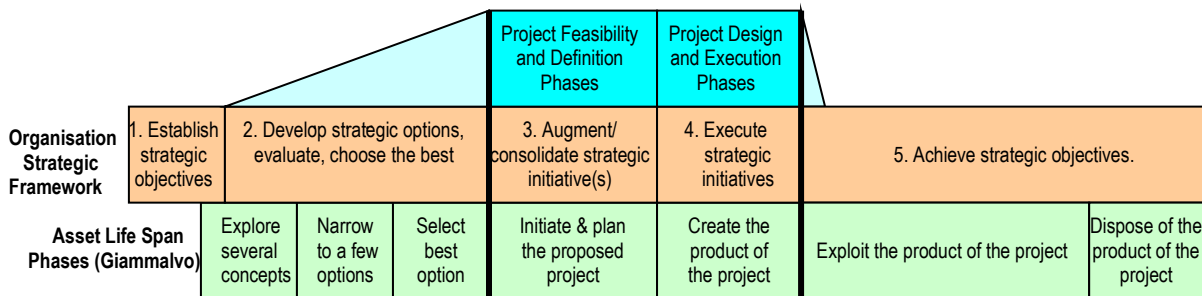 Project Feasibility
and Definition
Phases
Project Design
and Execution
Phases
Organisation
Strategic
Framework
1. Establish
strategic
objectives
2. Develop strategic options,
evaluate, choose the best
3. Augment/
consolidate strategic
initiative(s)
4. Execute
strategic
initiatives
5. Achieve strategic objectives.
Asset Life Span
Phases (Giammalvo)
Explore
several
concepts
Narrow
to a few
options
Select
best
option
Initiate & plan
the proposed
project
Create the
product of
the project
Exploit the product of the project
Dispose of the
product of the
project